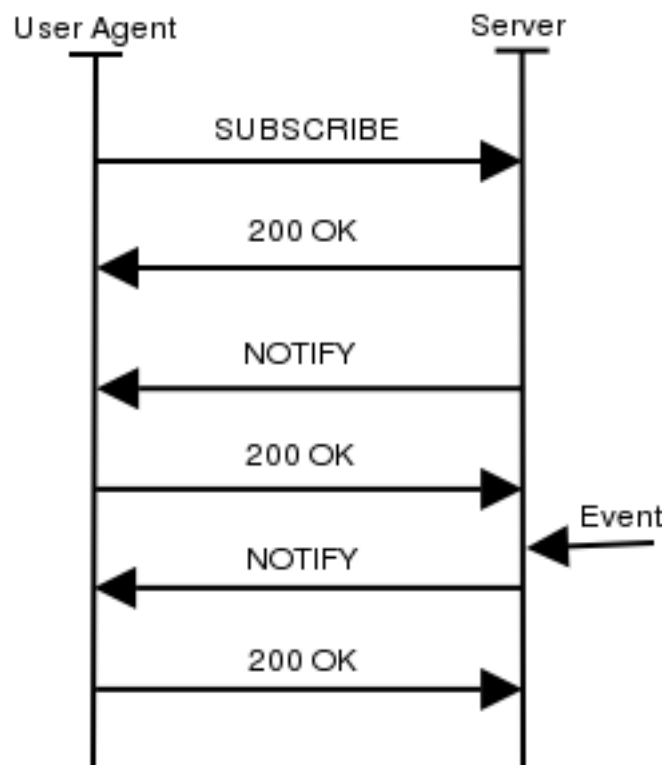 User Agent
Server
SUBSCRIBE
200 OK
NOTIFY
200 OK
Event
NOTIFY
200 OK